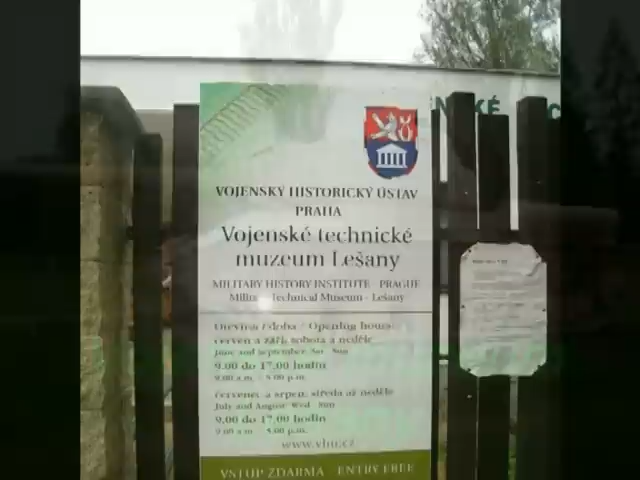 NSKÉ
VOJENSKÝ HISTORICKÝ ÚSTAV
PRAHA
Vojenské technické
muzeum Lešany
MILITARY HISTORY INSTITUTE - PRAGUE
Technical Museum - Lešany
Otevírací doba - Opening hours:
červen a září, sobota a neděle
June and September, Sat - Sun
9.00 do 17.00 hodin
9.00 a.m. - 5.00 p.m.
červenec a srpen, středa až neděle
July and August, Wed - Sun
9.00 do 17.00 hodin
9.00 a.m. - 5.00 p.m.
www.vhu.cz
VSTUP ZDARMA - ENTRY FREE